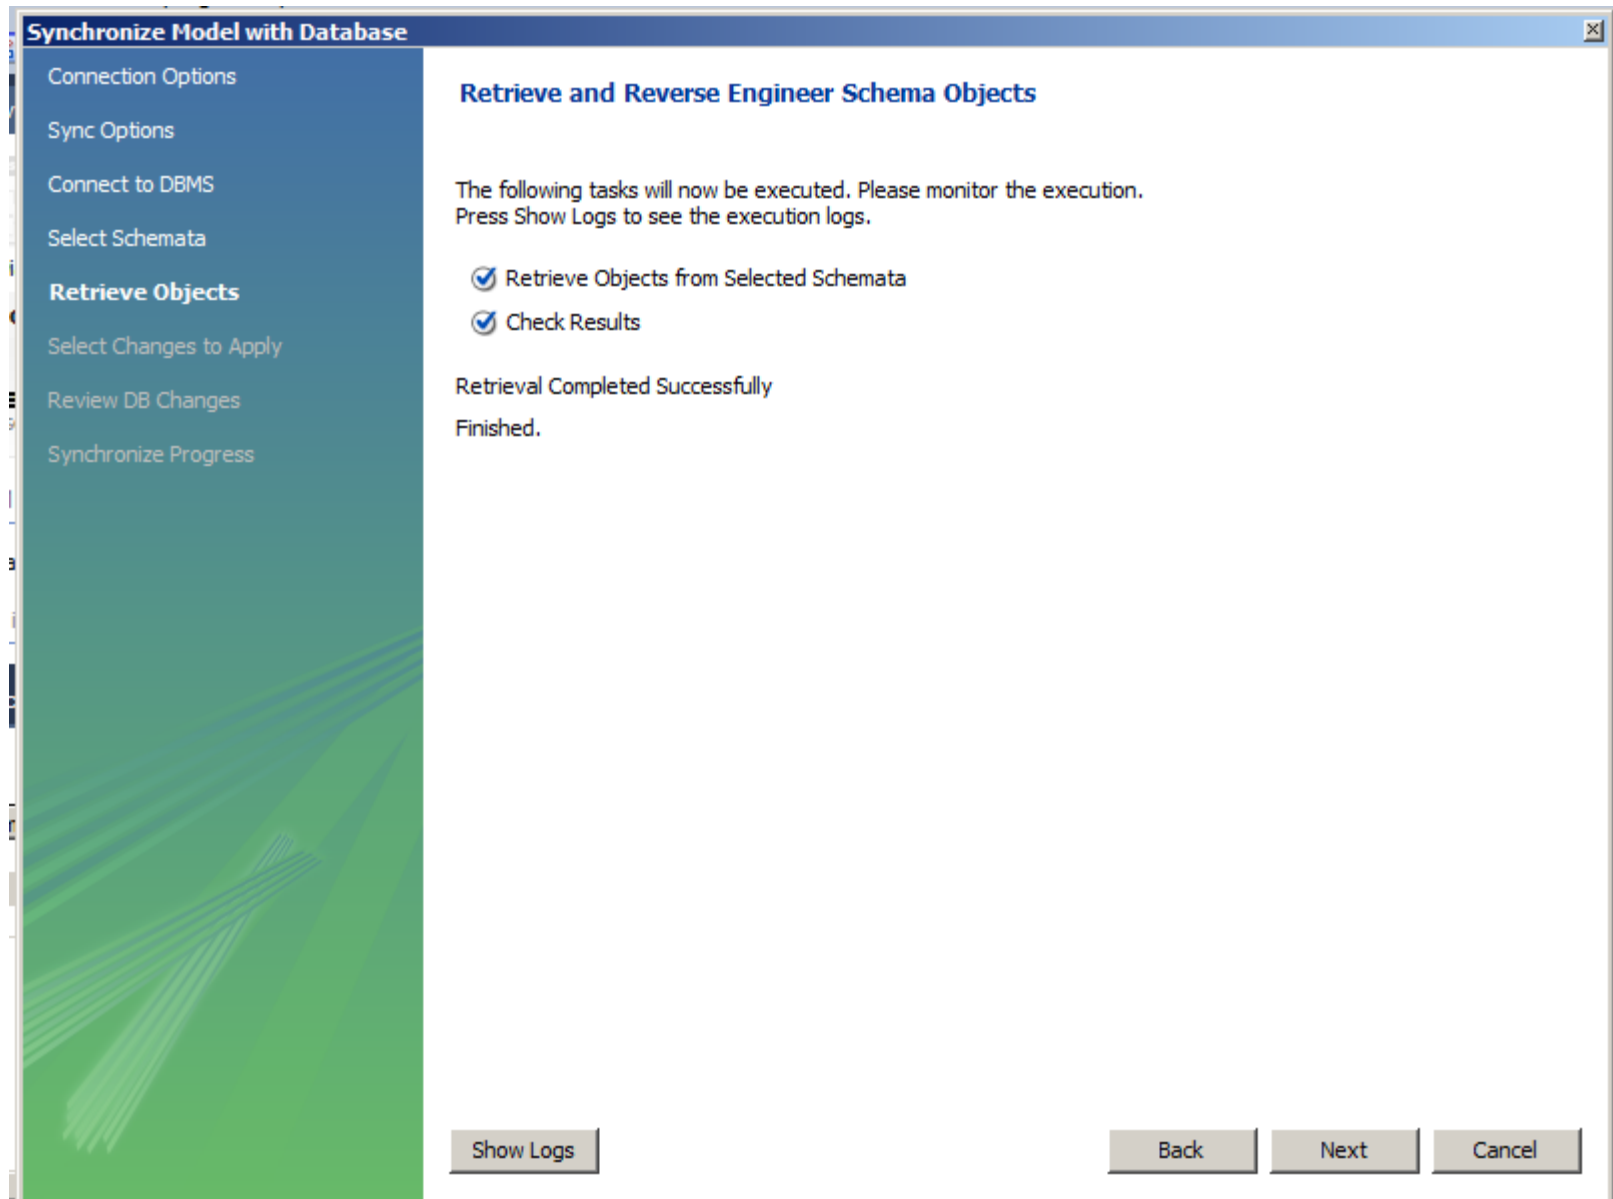 Synchronize Model with Database
Connection Options
Sync Options
Connect to DBMS
Select Schemata
Retrieve Objects
Select Changes to Apply
Review DB Changes
Synchronize Progress
Retrieve and Reverse Engineer Schema Objects
The following tasks will now be executed. Please monitor the execution.
Press Show Logs to see the execution logs.
Retrieve Objects from Selected Schemata
Check Results
Retrieval Completed Successfully
Finished.
Show Logs
Back
Next
Cancel